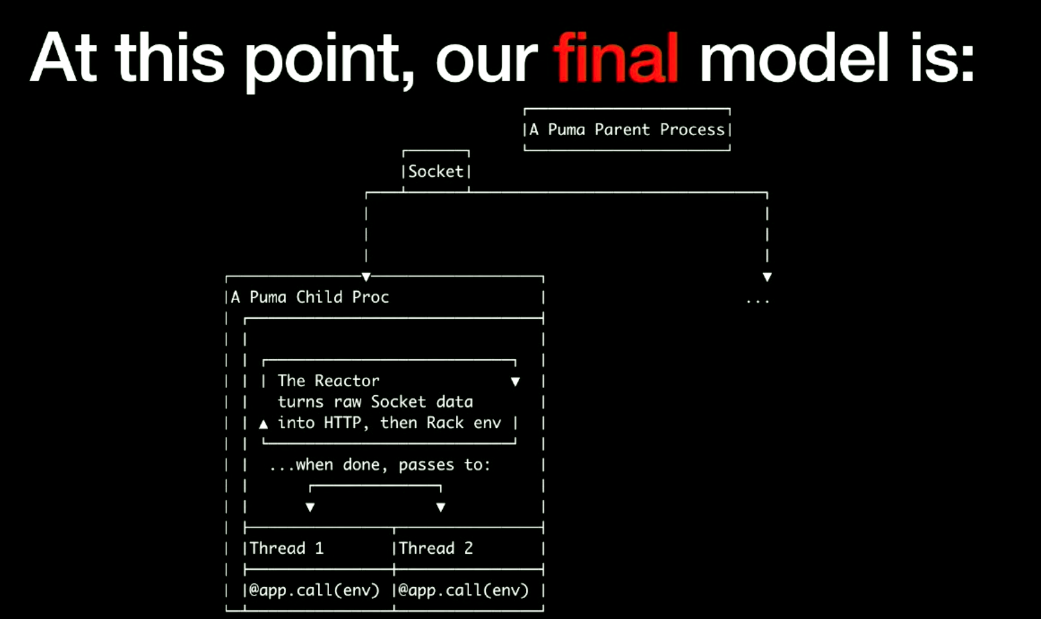 At this point, our final model is:
A Puma Parent Process
Socket
A Puma Child Proc
...
The Reactor
turns raw Socket data
into HTTP, then Rack env
...when done, passes to:
Thread 1 Thread 2
@app.call(env) @app.call(env)